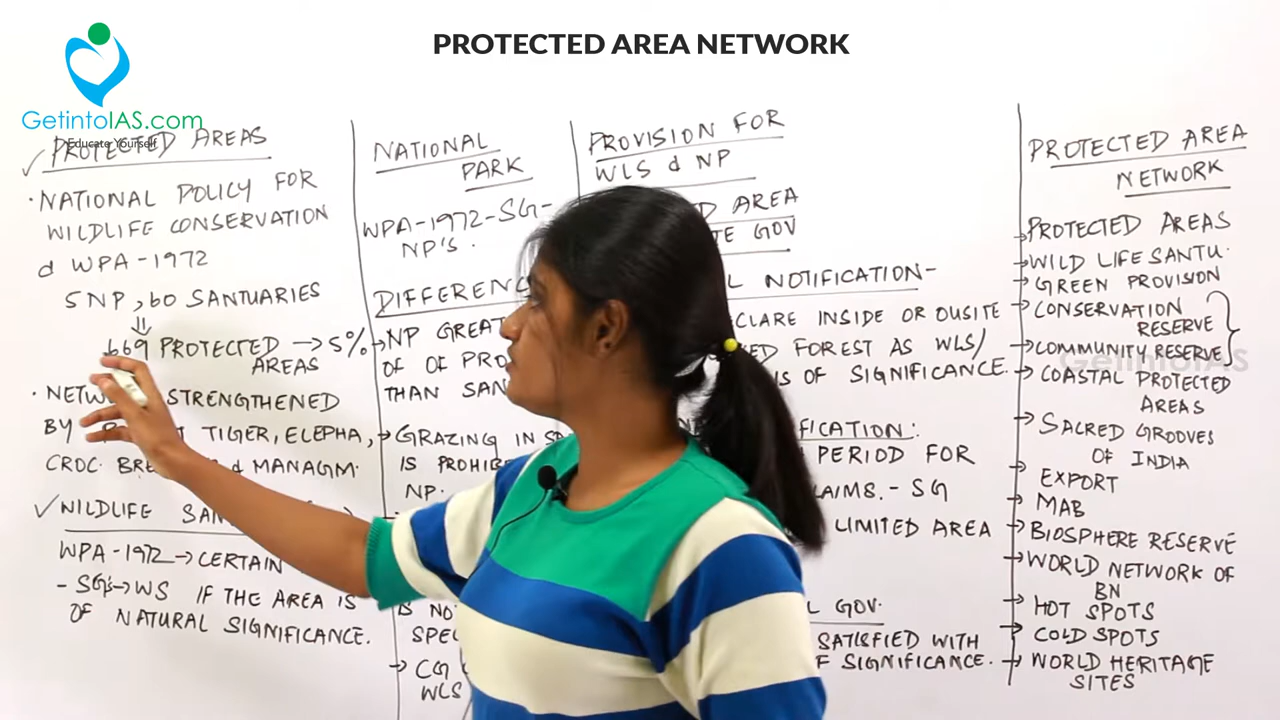 PROTECTED AREA NETWORK
GetintoIAS.com
Educate Yourself
PROTECTED AREAS
· NATIONAL POLICY FOR
WILDLIFE CONSERVATION
d WPA - 1972
5 NP, 60 SANTUARIES
669 PROTECTED → 5%
AREAS
· NETW STRENGTHENED
BY TIGER, ELEPHA,
CROC. BRE d MANAGM.
WILDLIFE SAN
WPA - 1972 → CERTAIN
- SG's → WS IF THE AREA IS
OF NATURAL SIGNIFICANCE.
NATIONAL
PARK
WPA - 1972 - SG -
NP'S.
DIFFERENC
→ NP GREAT
OF OF PRO
THAN SAN
→ GRAZING IN
IS PROHIB
NP.
IS NO
SPEC
→ CG
WLS
PROVISION FOR
WLS d NP
D AREA
TE GOV
L NOTIFICATION -
CLARE INSIDE OR OUSITE
ED FOREST AS WLS/
IS OF SIGNIFICANCE.
IFICATION:
PERIOD FOR
LAIMS. - SG
LIMITED AREA
L GOV.
SATISFIED WITH
F SIGNIFICANCE.
PROTECTED AREA
NETWORK
PROTECTED AREAS
→ WILD LIFE SANTU.
→ GREEN PROVISION
→ CONSERVATION
RESERVE
→ COMMUNITY RESERVE
GetintoIAS
→ COASTAL PROTECTED
AREAS
→ SACRED GROOVES
OF INDIA
→ EXPORT
→ MAB
→ BIOSPHERE RESERVE
→ WORLD NETWORK OF
BN
→ HOT SPOTS
→ COLD SPOTS
→ WORLD HERITAGE
SITES